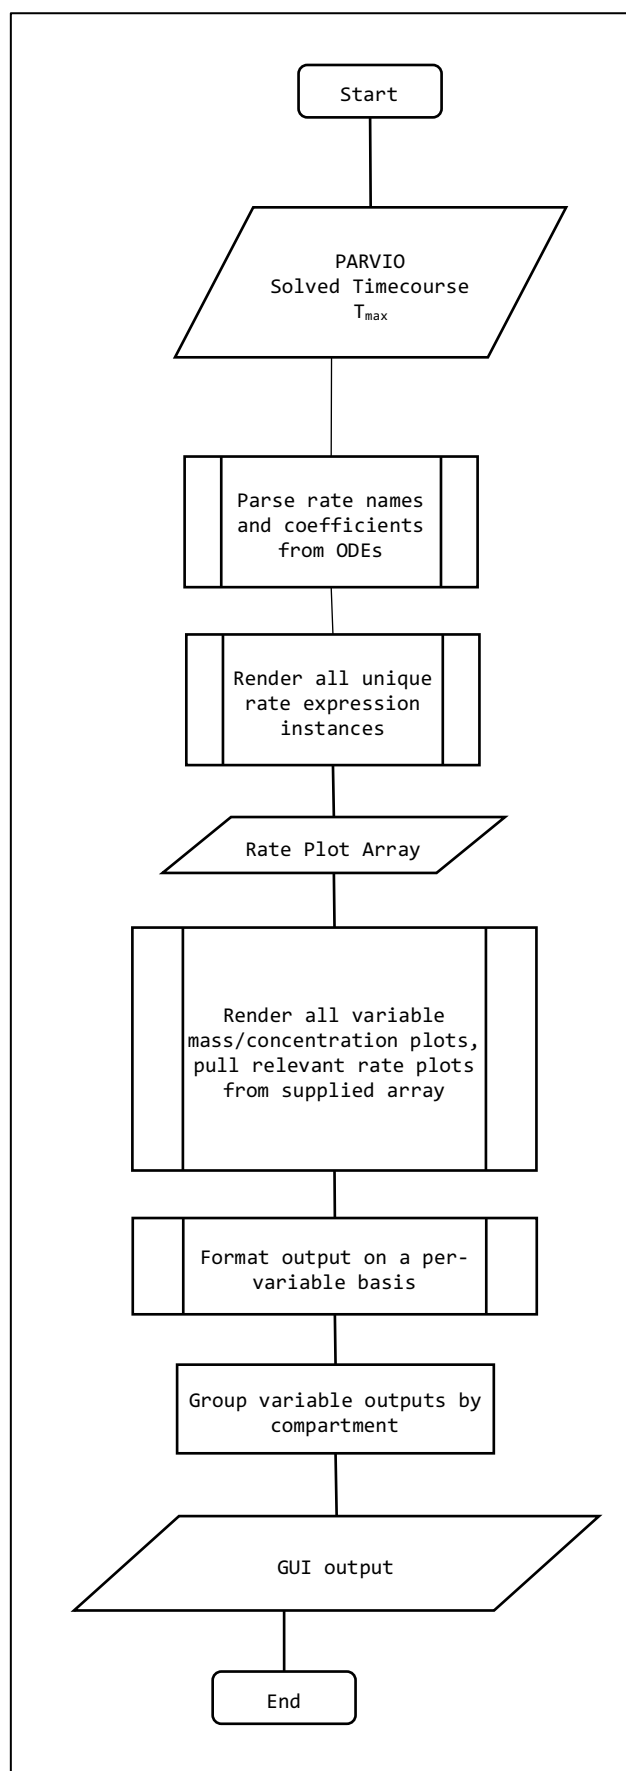 Start
PARVIO
Solved Timecourse
Tmax
Parse rate names
and coefficients
from ODEs
Render all unique
rate expression
instances
Rate Plot Array
Render all variable
mass/concentration plots,
pull relevant rate plots
from supplied array
Format output on a per-
variable basis
Group variable outputs by
compartment
GUI output
End